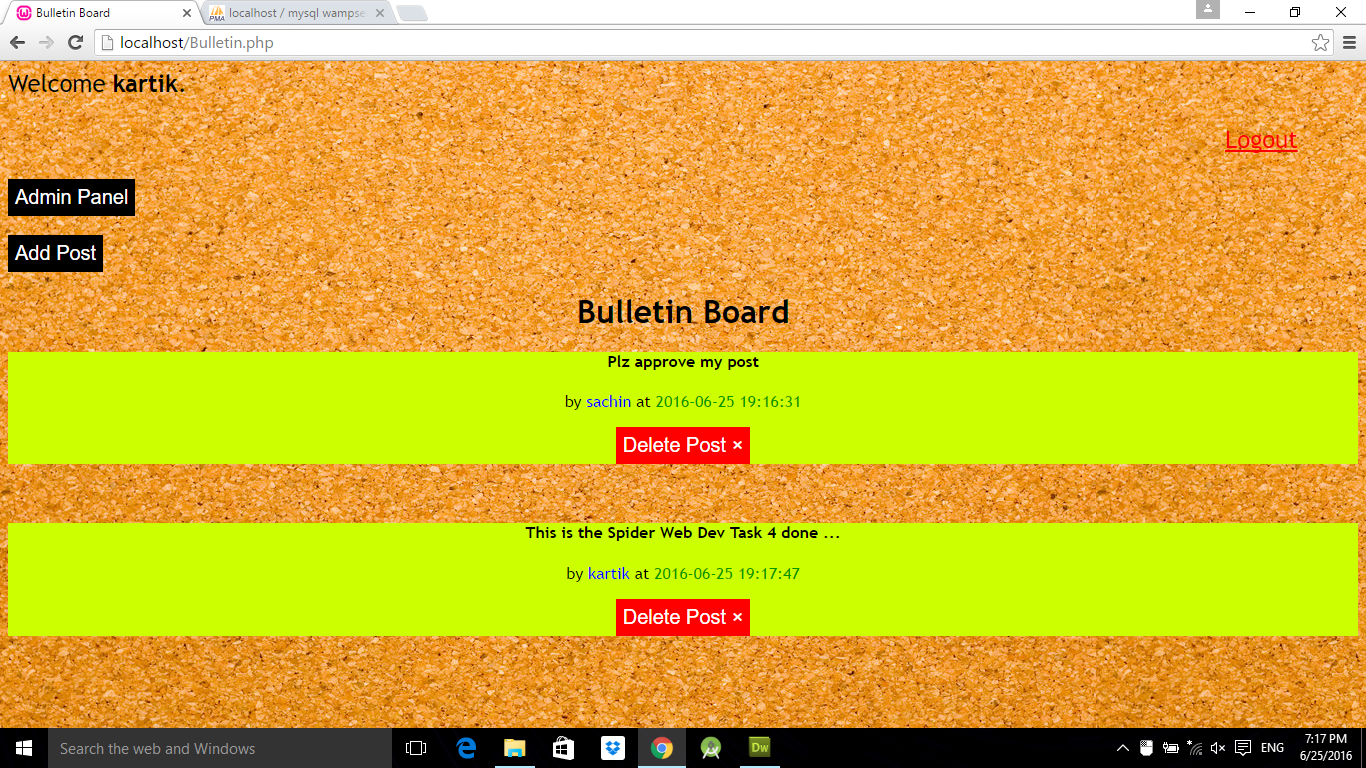 Bulletin Board
localhost / mysql wampse
localhost/Bulletin.php
Welcome kartik.
Logout
Admin Panel
Add Post
Bulletin Board
Plz approve my post
by sachin at 2016-06-25 19:16:31
Delete Post ×
This is the Spider Web Dev Task 4 done ...
by kartik at 2016-06-25 19:17:47
Delete Post ×
Search the web and Windows
Dw
ENG
7:17 PM
6/25/2016